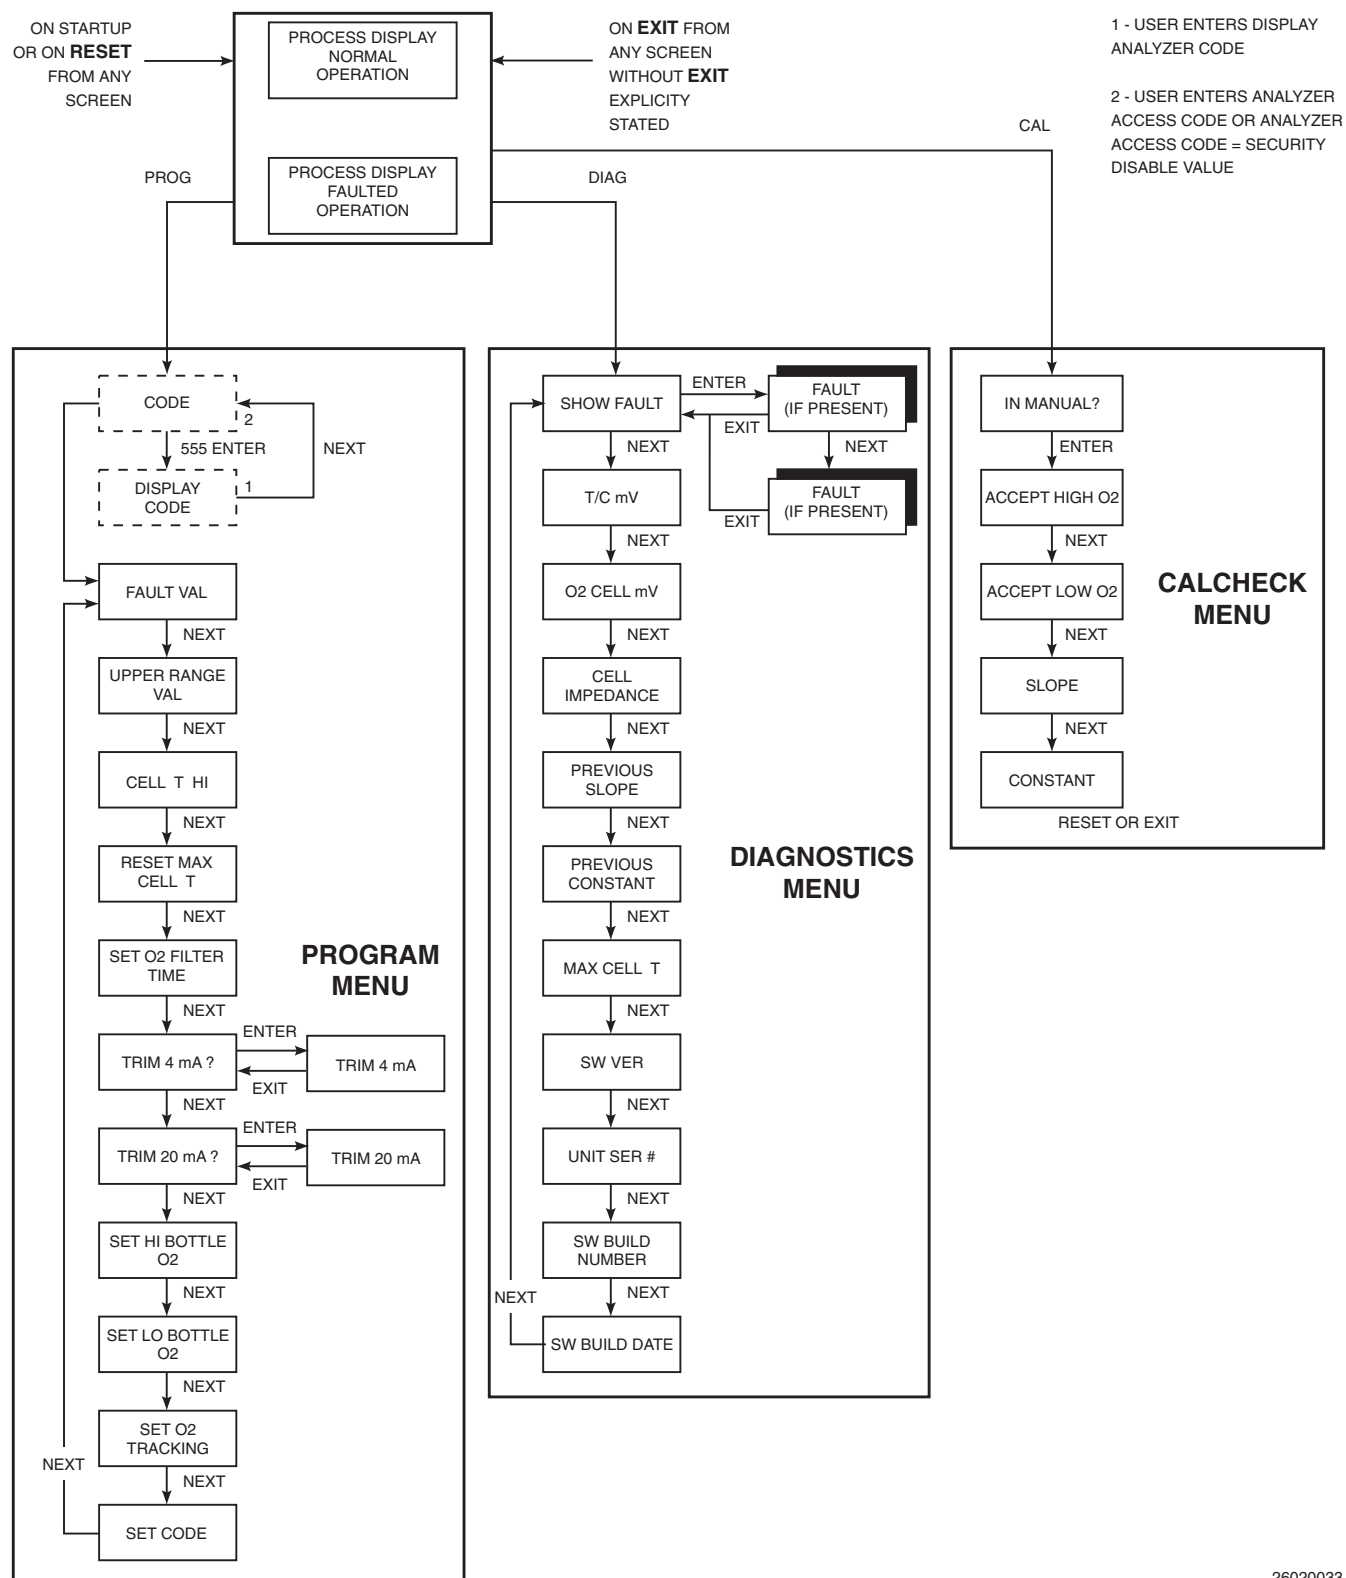 ON STARTUP
OR ON RESET
FROM ANY
SCREEN
PROCESS DISPLAY
NORMAL
OPERATION
ON EXIT FROM
ANY SCREEN
WITHOUT EXIT
EXPLICITY
STATED
1 - USER ENTERS DISPLAY
ANALYZER CODE
2 - USER ENTERS ANALYZER
ACCESS CODE OR ANALYZER
ACCESS CODE = SECURITY
DISABLE VALUE
PROCESS DISPLAY
FAULTED
OPERATION
PROG
DIAG
CAL
CODE
2
555 ENTER
NEXT
DISPLAY
CODE
1
FAULT VAL
NEXT
UPPER RANGE
VAL
NEXT
CELL T HI
NEXT
RESET MAX
CELL T
NEXT
SET O2 FILTER
TIME
NEXT
PROGRAM
MENU
TRIM 4 mA ?
ENTER
EXIT
TRIM 4 mA
NEXT
TRIM 20 mA ?
ENTER
EXIT
TRIM 20 mA
NEXT
SET HI BOTTLE
O2
NEXT
SET LO BOTTLE
O2
NEXT
SET O2
TRACKING
NEXT
NEXT
SET CODE
SHOW FAULT
ENTER
EXIT
FAULT
(IF PRESENT)
NEXT
NEXT
T/C mV
FAULT
(IF PRESENT)
EXIT
NEXT
O2 CELL mV
NEXT
CELL
IMPEDANCE
NEXT
PREVIOUS
SLOPE
NEXT
PREVIOUS
CONSTANT
NEXT
DIAGNOSTICS
MENU
MAX CELL T
NEXT
SW VER
NEXT
UNIT SER #
NEXT
SW BUILD
NUMBER
NEXT
NEXT
SW BUILD DATE
IN MANUAL?
ENTER
ACCEPT HIGH O2
NEXT
ACCEPT LOW O2
NEXT
SLOPE
NEXT
CONSTANT
RESET OR EXIT
CALCHECK
MENU
26020033